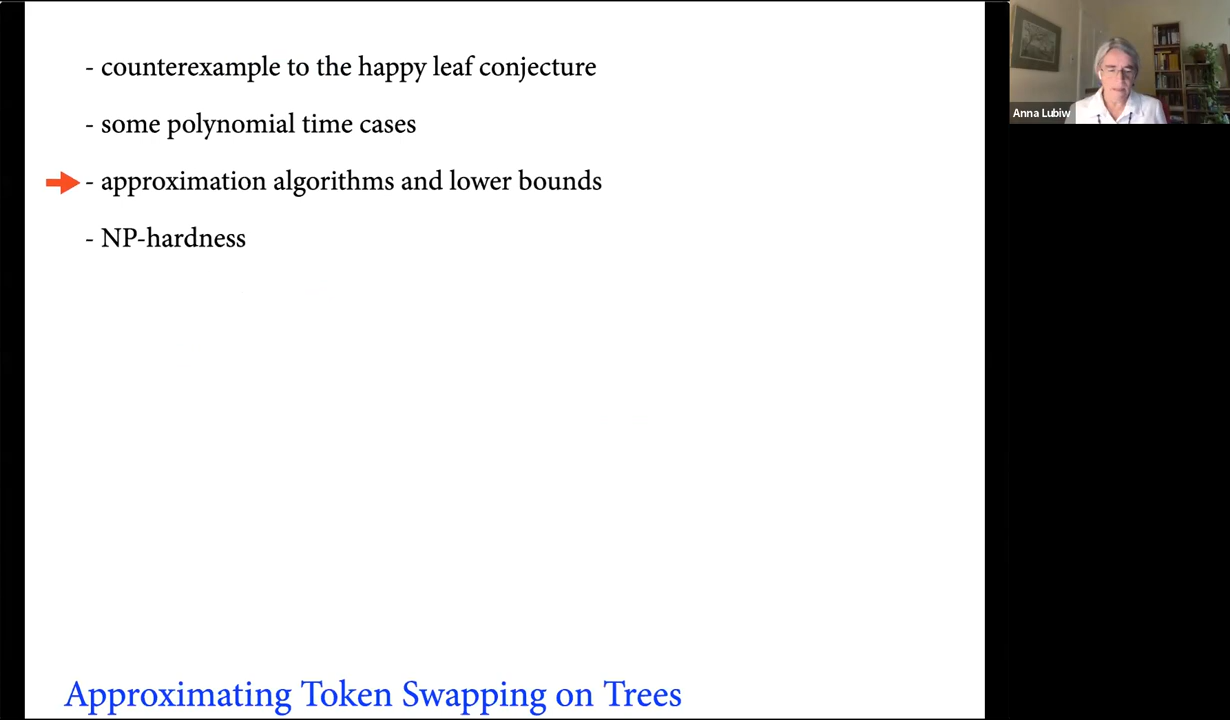 - counterexample to the happy leaf conjecture
- some polynomial time cases
- approximation algorithms and lower bounds
- NP-hardness
Approximating Token Swapping on Trees
Anna Lubiw